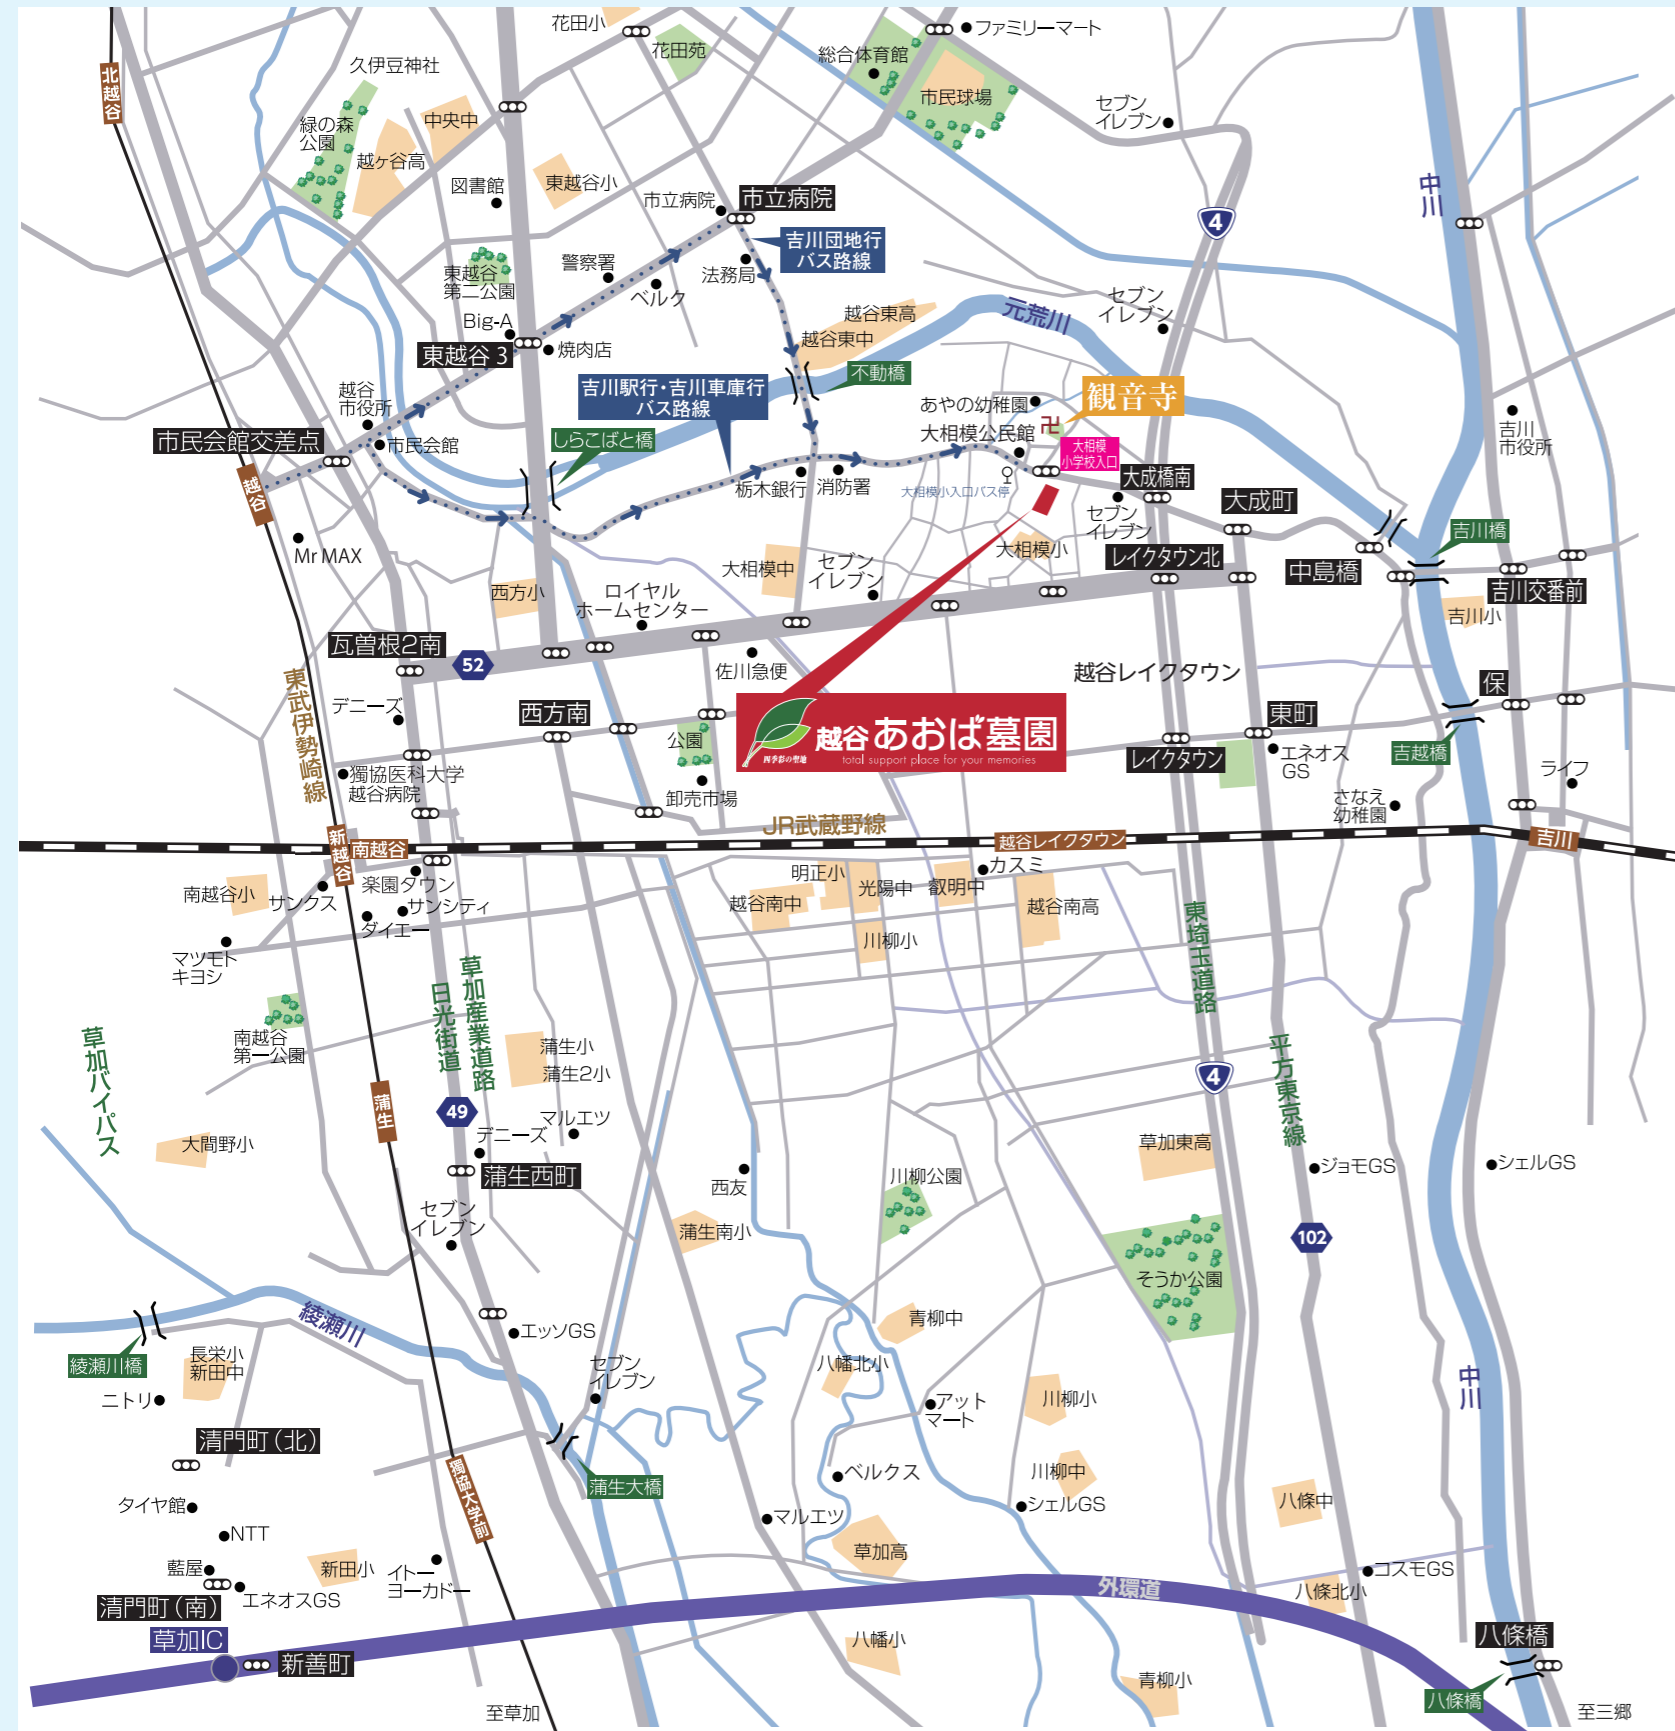 花田小
花田苑
ファミリーマート
総合体育館
市民球場
セブン
イレブン
北越谷
久伊豆神社
緑の森
公園
中央中
越ヶ谷高
図書館
東越谷小
市立病院
市立病院
中川
4
吉川団地行
バス路線
警察署
ベルク
法務局
東越谷
第二公園
Big-A
東越谷 3
焼肉店
越谷東高
越谷東中
元荒川
セブン
イレブン
不動橋
吉川駅行・吉川車庫行
バス路線
越谷
市役所
市民会館
市民会館交差点
しらこばと橋
あやの幼稚園
観音寺
卍
大相模公民館
大相模
小学校入口
吉川
市役所
越谷
栃木銀行
消防署
大相模小入口バス停
大成橋南
セブン
イレブン
大成町
吉川橋
Mr MAX
大相模中
セブン
イレブン
大相模小
レイクタウン北
中島橋
吉川交番前
吉川小
西方小
ロイヤル
ホームセンター
瓦曽根2南
52
佐川急便
越谷レイクタウン
保
東武伊勢崎線
デニーズ
西方南
公園
越谷 あおば墓園
四季彩の聖地
total support place for your memories
東町
レイクタウン
エネオス
GS
吉越橋
獨協医科大学
越谷病院
卸売市場
さなえ
幼稚園
ライフ
JR武蔵野線
新越谷
南越谷
越谷レイクタウン
吉川
楽園タウン
南越谷小
サンクス
サンシティ
ダイエー
明正小
光陽中
叡明中
カスミ
越谷南中
越谷南高
川柳小
マツモト
キヨシ
東埼玉道路
草加産業道路
日光街道
南越谷
第一公園
草加バイパス
蒲生小
蒲生2小
平方東京線
4
蒲生
49
デニーズ
マルエツ
大間野小
蒲生西町
草加東高
ジョモGS
シェルGS
西友
川柳公園
セブン
イレブン
蒲生南小
102
そうか公園
綾瀬川
エッソGS
青柳中
綾瀬川橋
長栄小
新田中
ニトリ
セブン
イレブン
八幡北小
アット
マート
川柳小
中川
清門町(北)
獨協大学前
蒲生大橋
ベルクス
川柳中
シェルGS
タイヤ館
NTT
マルエツ
八條中
藍屋
新田小
イトー
ヨーカドー
草加高
コスモGS
エネオスGS
外環道
八條北小
清門町(南)
草加IC
新善町
八幡小
八條橋
青柳小
八條橋
至草加
至三郷